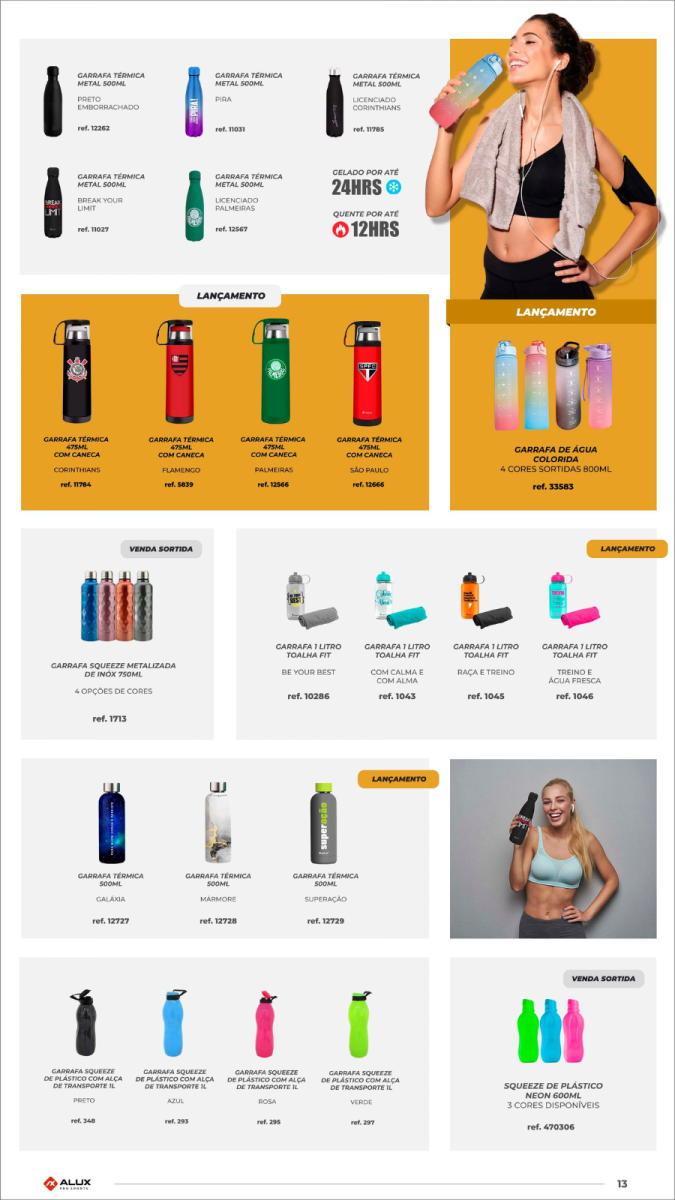 GARRAFA TÉRMICA
METAL 500ML
PRETO
EMBORRACHADO
ref. 12262
PIRA!
GARRAFA TÉRMICA
METAL 500ML
PIRA
ref. 11031
GARRAFA TÉRMICA
METAL 500ML
LICENCIADO
CORINTHIANS
ref. 11785
BREAK
LIMIT
GARRAFA TÉRMICA
METAL 500ML
BREAK YOUR
LIMIT
ref. 11027
GARRAFA TÉRMICA
METAL 500ML
LICENCIADO
PALMEIRAS
ref. 12567
GELADO POR ATÉ
24HRS
QUENTE POR ATÉ
12HRS
LANÇAMENTO
GARRAFA TÉRMICA
475ML
COM CANECA
CORINTHIANS
ref. 11784
GARRAFA TÉRMICA
475ML
COM CANECA
FLAMENGO
ref. 5839
PALMEIRAS
GARRAFA TÉRMICA
475ML
COM CANECA
PALMEIRAS
ref. 12566
SPFC
GARRAFA TÉRMICA
475ML
COM CANECA
SÃO PAULO
ref. 12666
LANÇAMENTO
GARRAFA DE ÁGUA
COLORIDA
4 CORES SORTIDAS 800ML
ref. 33583
VENDA SORTIDA
GARRAFA SQUEEZE METALIZADA
DE INÓX 750ML
4 OPÇÕES DE CORES
ref. 1713
LANÇAMENTO
BEST
GARRAFA 1 LITRO
TOALHA FIT
BE YOUR BEST
ref. 10286
GARRAFA 1 LITRO
TOALHA FIT
COM CALMA E
COM ALMA
ref. 1043
GARRAFA 1 LITRO
TOALHA FIT
RAÇA E TREINO
ref. 1045
GARRAFA 1 LITRO
TOALHA FIT
TREINO E
ÁGUA FRESCA
ref. 1046
LANÇAMENTO
GARRAFA TÉRMICA
500ML
GALÁXIA
ref. 12727
GARRAFA TÉRMICA
500ML
MÁRMORE
ref. 12728
superação
GARRAFA TÉRMICA
500ML
SUPERAÇÃO
ref. 12729
GARRAFA SQUEEZE
DE PLÁSTICO COM ALÇA
DE TRANSPORTE 1L
PRETO
ref. 348
GARRAFA SQUEEZE
DE PLÁSTICO COM ALÇA
DE TRANSPORTE 1L
AZUL
ref. 293
GARRAFA SQUEEZE
DE PLÁSTICO COM ALÇA
DE TRANSPORTE 1L
ROSA
ref. 295
GARRAFA SQUEEZE
DE PLÁSTICO COM ALÇA
DE TRANSPORTE 1L
VERDE
ref. 297
VENDA SORTIDA
SQUEEZE DE PLÁSTICO
NEON 600ML
3 CORES DISPONÍVEIS
ref. 470306
ALUX
PRO SPORTS
13